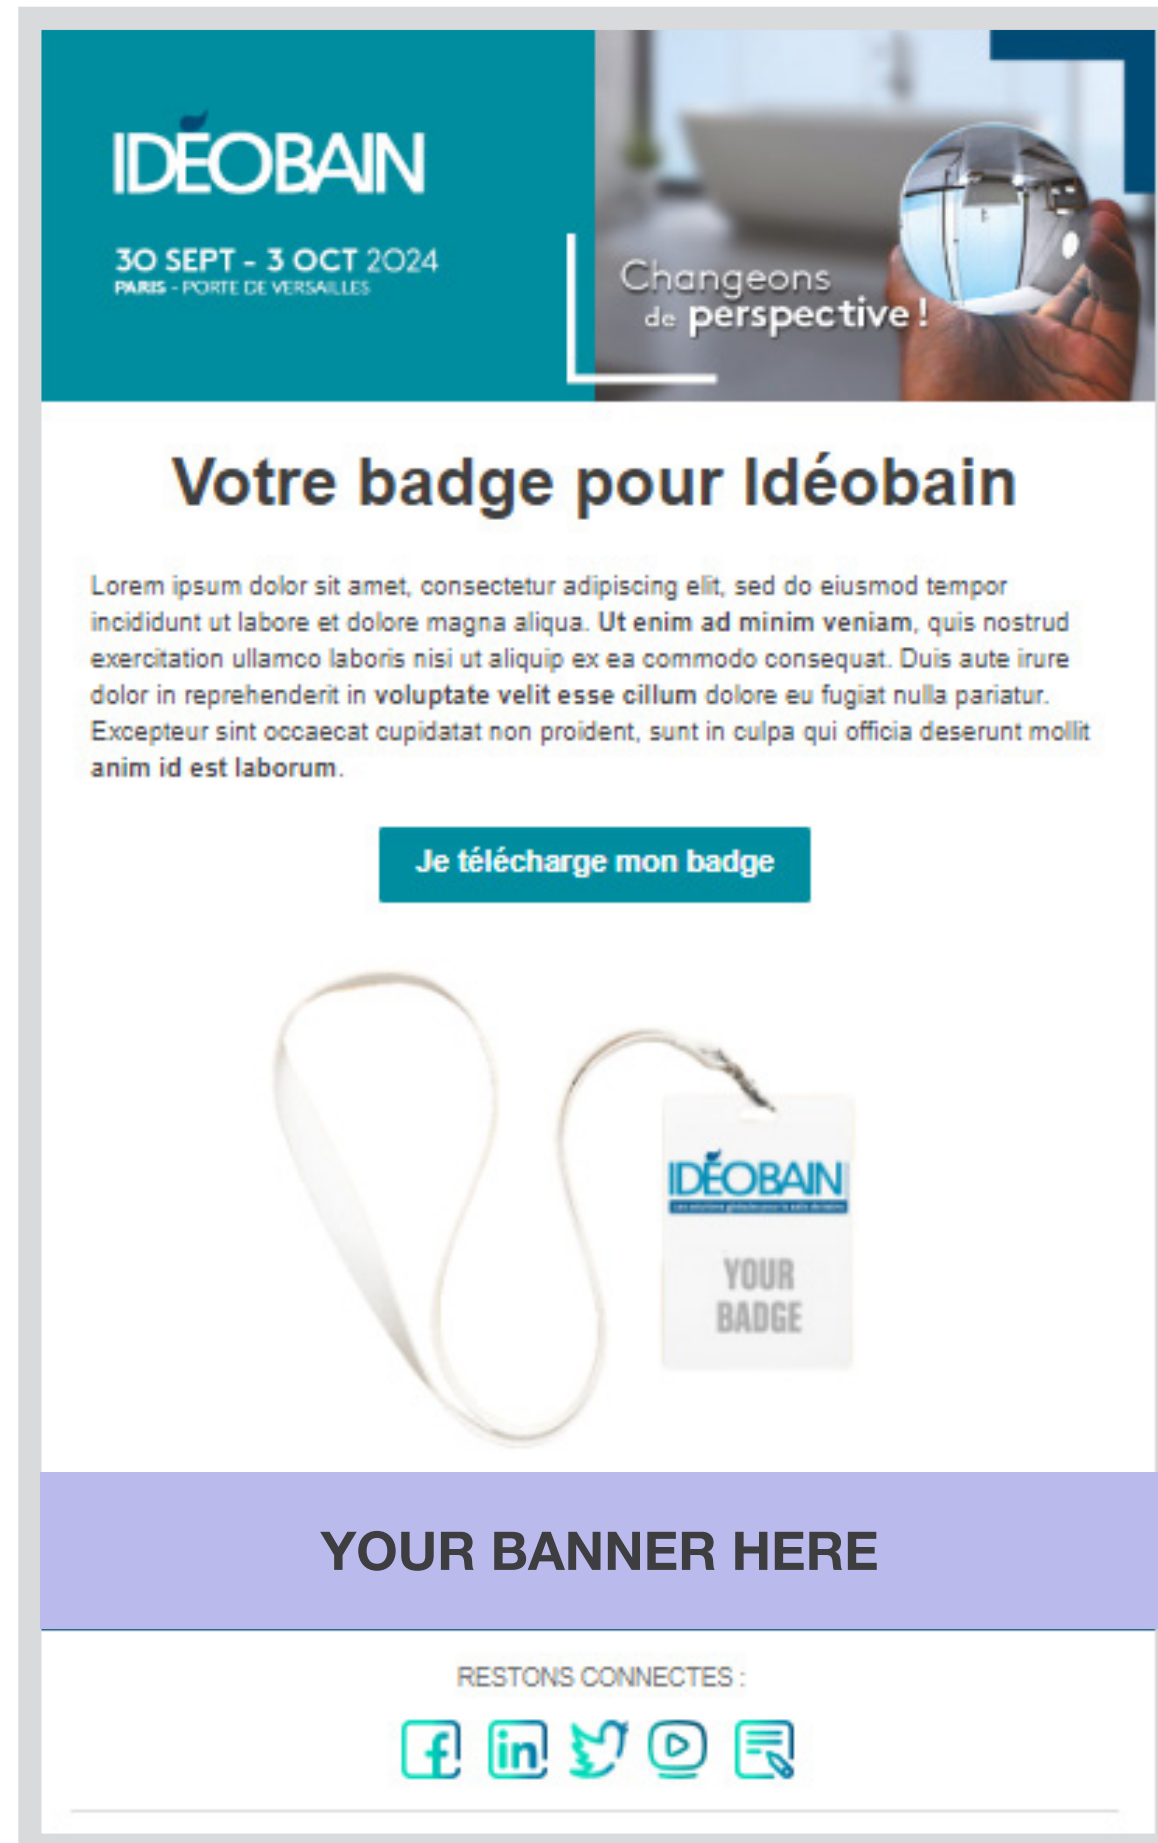 IDÉOBAIN
30 SEPT - 3 OCT 2024
PARIS - PORTE DE VERSAILLES
Changeons
de perspective !
Votre badge pour Idéobain
Lorem ipsum dolor sit amet, consectetur adipiscing elit, sed do eiusmod tempor
incididunt ut labore et dolore magna aliqua. Ut enim ad minim veniam, quis nostrud
exercitation ullamco laboris nisi ut aliquip ex ea commodo consequat. Duis aute irure
dolor in reprehenderit in voluptate velit esse cillum dolore eu fugiat nulla pariatur.
Excepteur sint occaecat cupidatat non proident, sunt in culpa qui officia deserunt mollit
anim id est laborum.
Je télécharge mon badge
IDÉOBAIN
YOUR
BADGE
YOUR BANNER HERE
RESTONS CONNECTES :